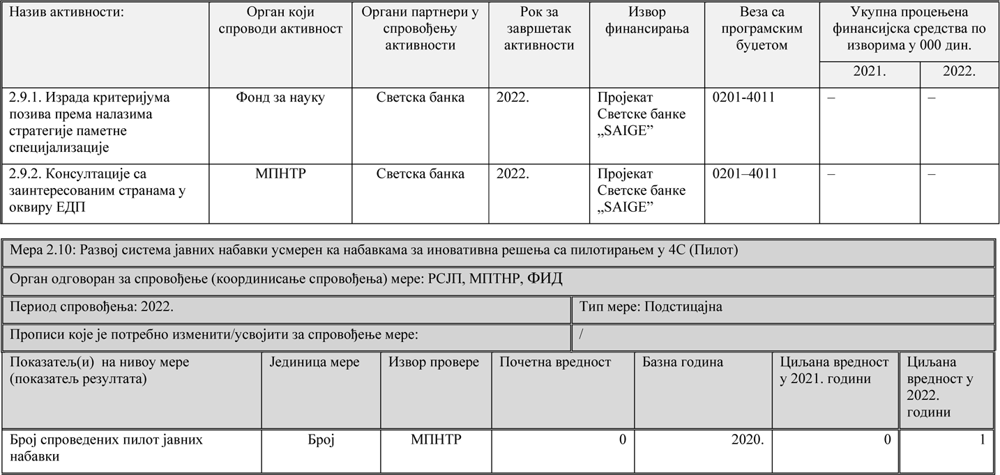 Назив активности:
Орган који
спроводи активност
Органи партнери у
спровођењу
активности
Рок за
завршетак
активности
Извор
финансирања
Веза са
програмским
буџетом
Укупна процењена
финансијска средства по
изворима у 000 дин.
2021.
2022.
2.9.1. Израда критеријума
позива према налазима
стратегије паметне
специјализације
Фонд за науку
Светска банка
2022.
Пројекат
Светске банке
„SAIGE”
0201-4011
–
–
2.9.2. Консултације са
заинтересованим странама у
оквиру ЕДП
МПНТР
Светска банка
2022.
Пројекат
Светске банке
„SAIGE”
0201–4011
–
–
Мера 2.10: Развој система јавних набавки усмерен ка набавкама за иновативна решења са пилотирањем у 4С (Пилот)
Орган одговоран за спровођење (координисање спровођења) мере: РСЈП, МПТНР, ФИД
Период спровођења: 2022.
Тип мере: Подстицајна
Прописи које је потребно изменити/усвојити за спровођење мере:
/
Показатељ(и) на нивоу мере
(показатељ резултата)
Јединица мере
Извор провере
Почетна вредност
Базна година
Циљана вредност
у 2021. години
Циљана
вредност у
2022.
години
Број спроведених пилот јавних
набавки
Број
МПНТР
0
2020.
0
1